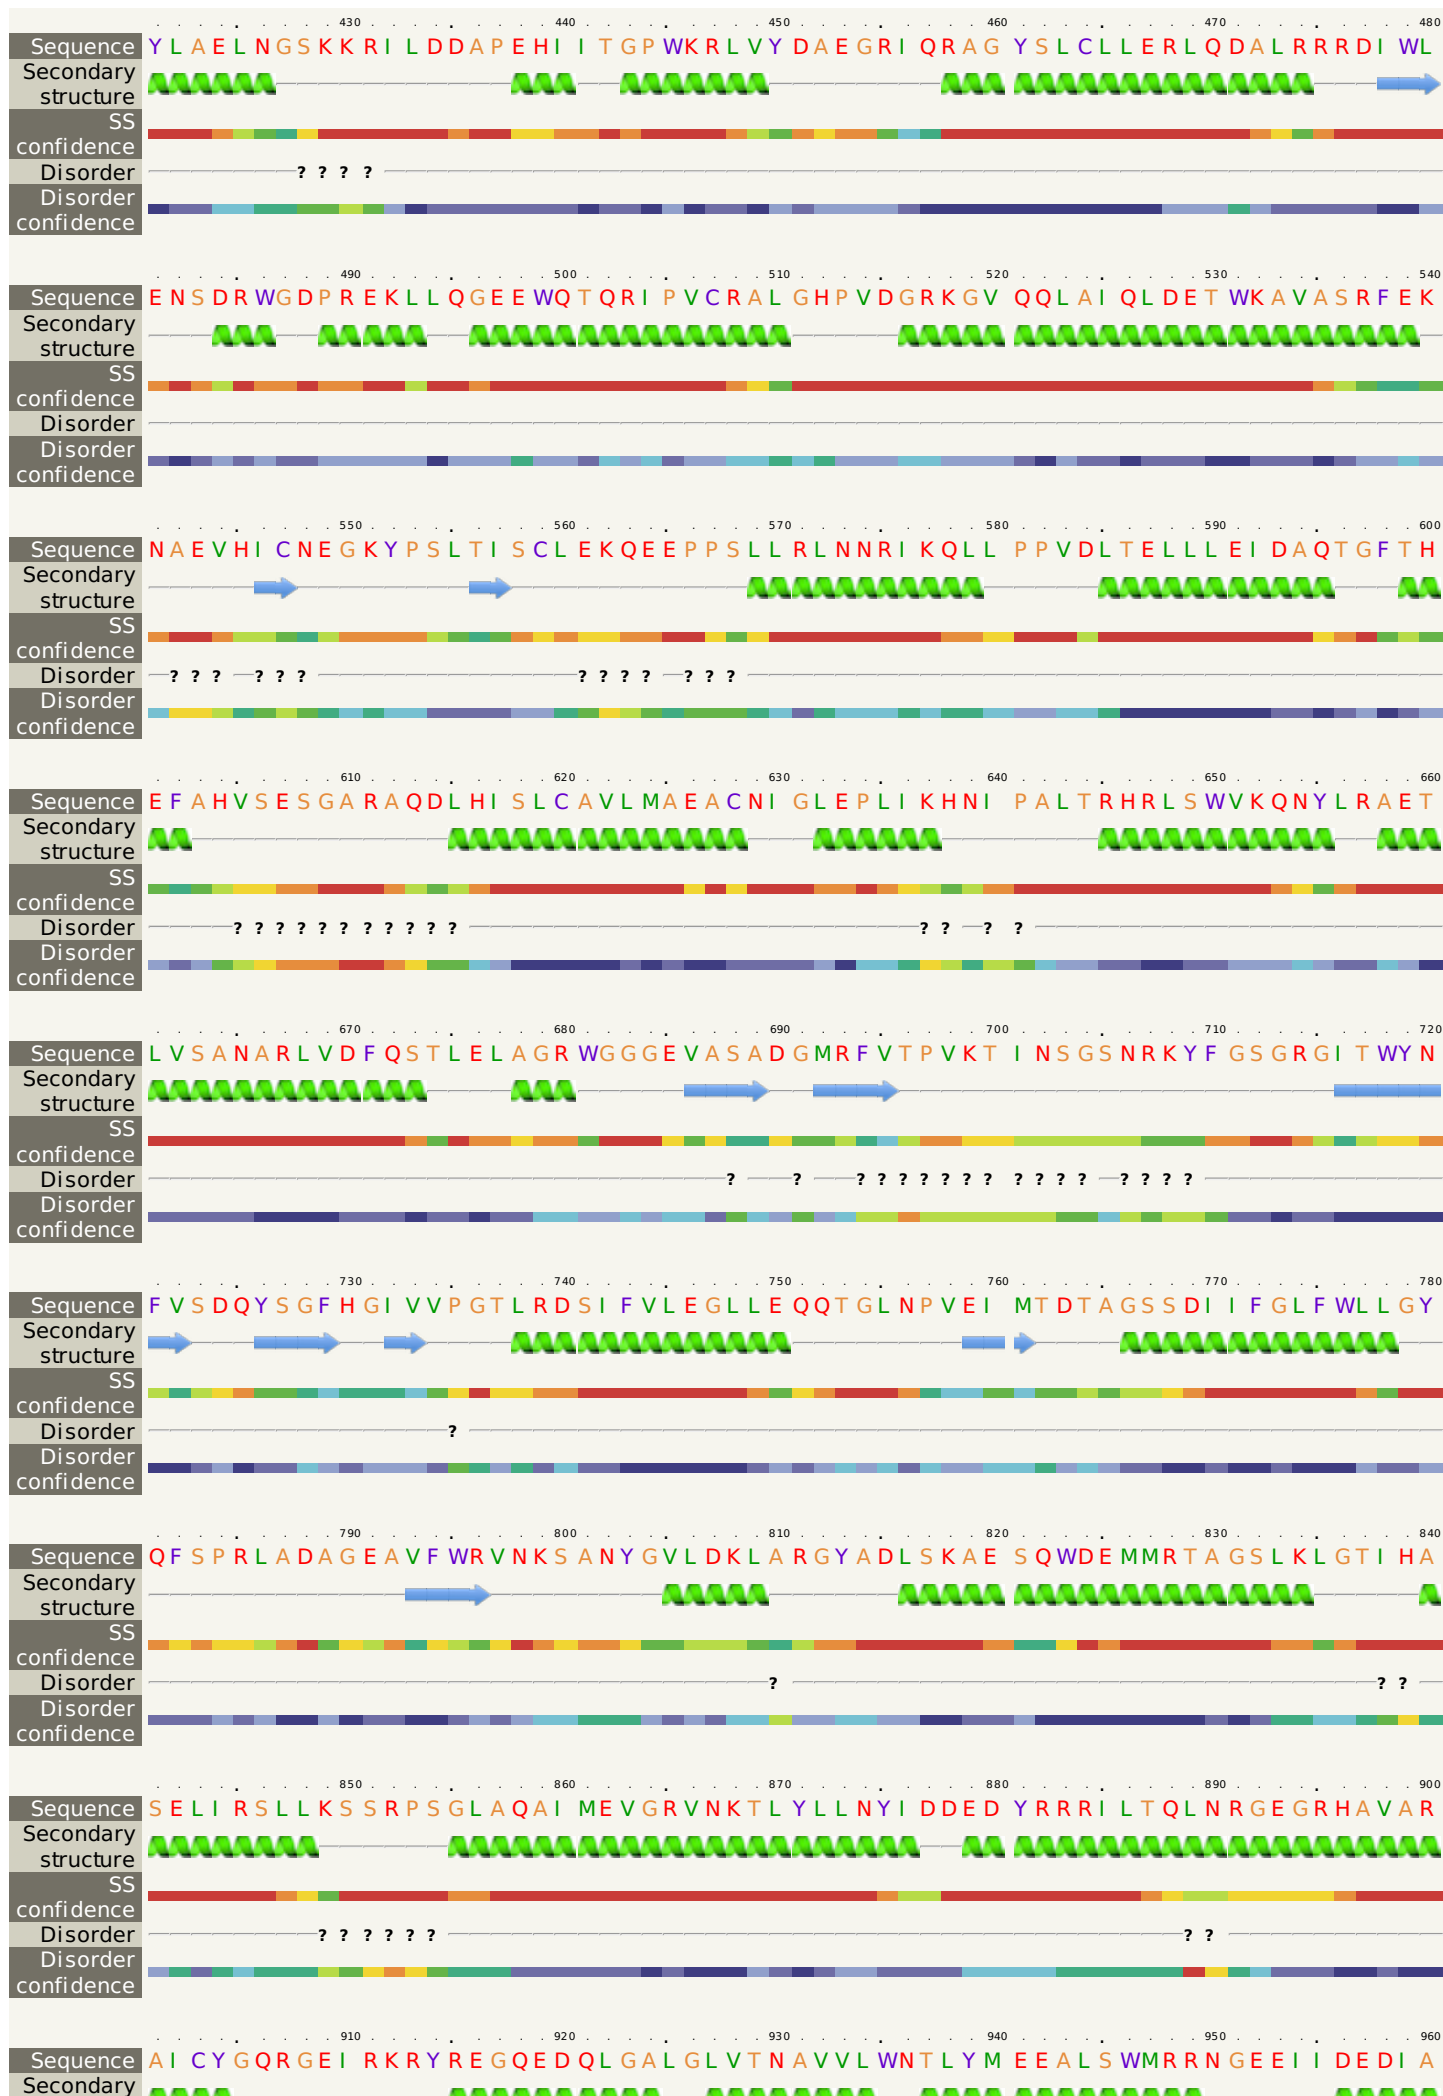 430 440 450 460 470 480
Sequence YLAELNGSKKRILDDAPEHIITGPWKRLVYDAEGRIQRAGYSLCLLERLQDALRRRDIWL
Secondary
structure
SS
confidence
Disorder ? ? ? ?
Disorder
confidence
490 500 510 520 530 540
Sequence ENSDRWGDPREKLLQGEEWQTQRIPVCRALGHPVDGRKGVQQLAIQLDETWKAVASRFEK
Secondary
structure
SS
confidence
Disorder
Disorder
confidence
550 560 570 580 590 600
Sequence NAEVHICNEGKYPSLTISCLEKQEEPPSLLRLNNRIKQLLPPVDLTELLLEIDAQTGFTH
Secondary
structure
SS
confidence
Disorder ? ? ? ? ? ? ? ? ? ? ? ? ?
Disorder
confidence
610 620 630 640 650 660
Sequence EFAHVSESGARAQDLHISLCAVLMAEACNIGLEPLIKHNIPALTRHRLSWVKQNYLRAET
Secondary
structure
SS
confidence
Disorder ? ? ? ? ? ? ? ? ? ? ? ? ? ? ?
Disorder
confidence
670 680 690 700 710 720
Sequence LVSANARLVDFQSTLELAGRWGGGEVASADGMRFVTPVKTINSGSNRKYFGSGRGITWYN
Secondary
structure
SS
confidence
Disorder ? ? ? ? ? ? ? ? ? ? ? ? ? ? ? ? ?
Disorder
confidence
730 740 750 760 770 780
Sequence FVSDQYSGFHGIVVPGTLRDSIFVLEGLLEQQTGLNPVEIMTDTAGSSDIIFGLFWLLGY
Secondary
structure
SS
confidence
Disorder ?
Disorder
confidence
790 800 810 820 830 840
Sequence QFSPRLADAGEAVFWRVNKSANYGVLDKLARGYADLSKAESQWDEMMRTAGSLKLGTIHA
Secondary
structure
SS
confidence
Disorder ? ? ?
Disorder
confidence
850 860 870 880 890 900
Sequence SELIRSLLKSSRPSGLAQAIMEVGRVNKTLYLLNYIDDEDYRRRILTQLNRGEGRHAVAR
Secondary
structure
SS
confidence
Disorder ? ? ? ? ? ? ? ?
Disorder
confidence
910 920 930 940 950 960
Sequence AICYGQRGEIRKRYREGQEDQLGALGLVTNAVVLWNTLYMEEALSWMRRNGEEIIDEDIA
Secondary